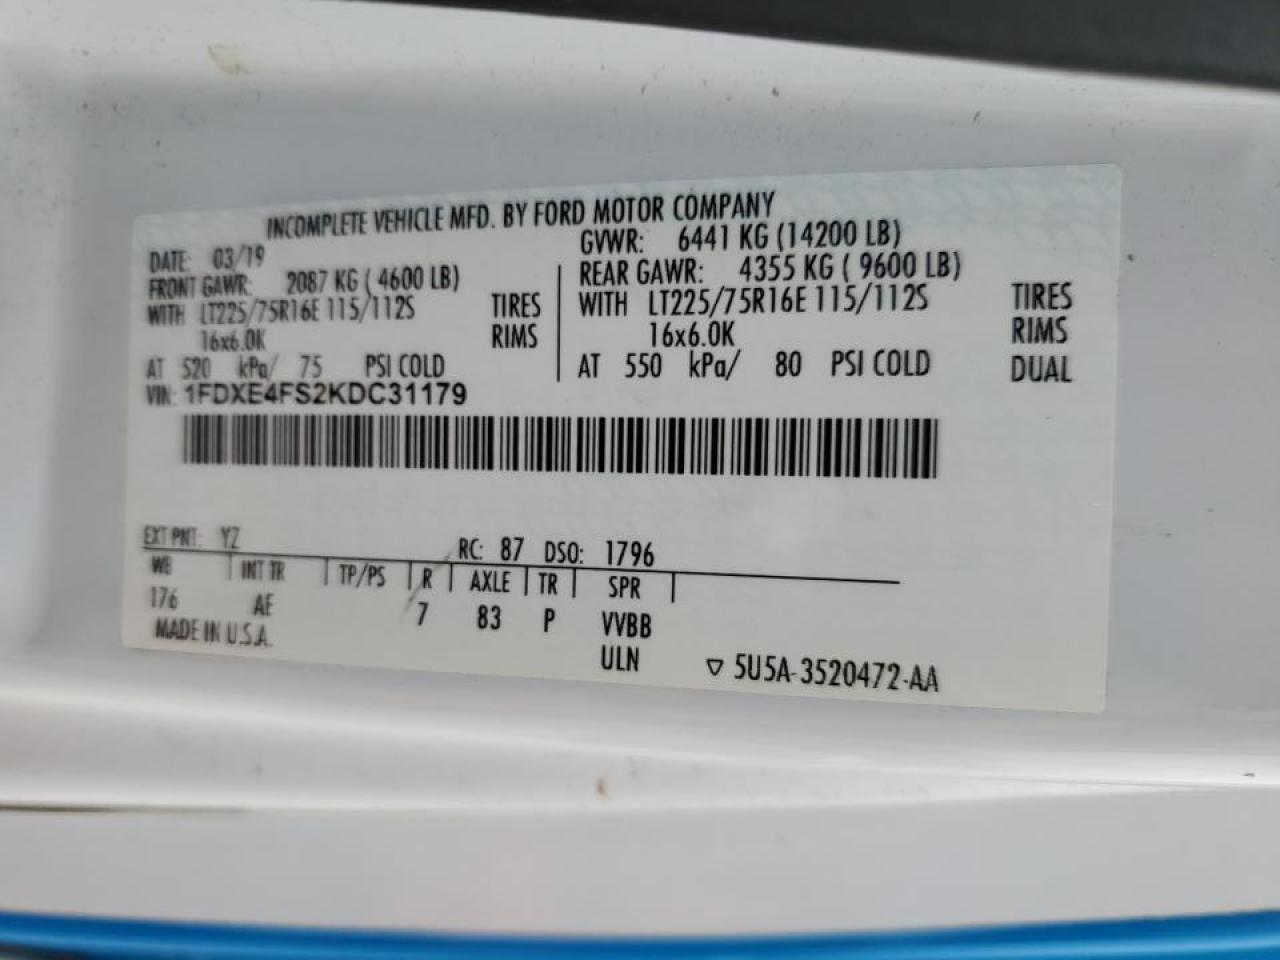 INCOMPLETE VEHICLE MFD. BY FORD MOTOR COMPANY
DATE: 03/19 GVWR: 6441 KG (14200 LB)
FRONT GAWR: 2087 KG ( 4600 LB) REAR GAWR: 4355 KG ( 9600 LB)
WITH LT225/75R16E 115/112S TIRES WITH LT225/75R16E 115/112S TIRES
16x6.0K RIMS 16x6.0K RIMS
AT 520 kPa/ 75 PSI COLD AT 550 kPa/ 80 PSI COLD DUAL
VIN: 1FDXE4FS2KDC31179
EXT PNT: YZ RC: 87 DSO: 1796
WB INT TR TP/PS R AXLE TR SPR
176 AE 7 83 P VVBB
MADE IN U.S.A. ULN ▽ 5U5A-3520472-AA